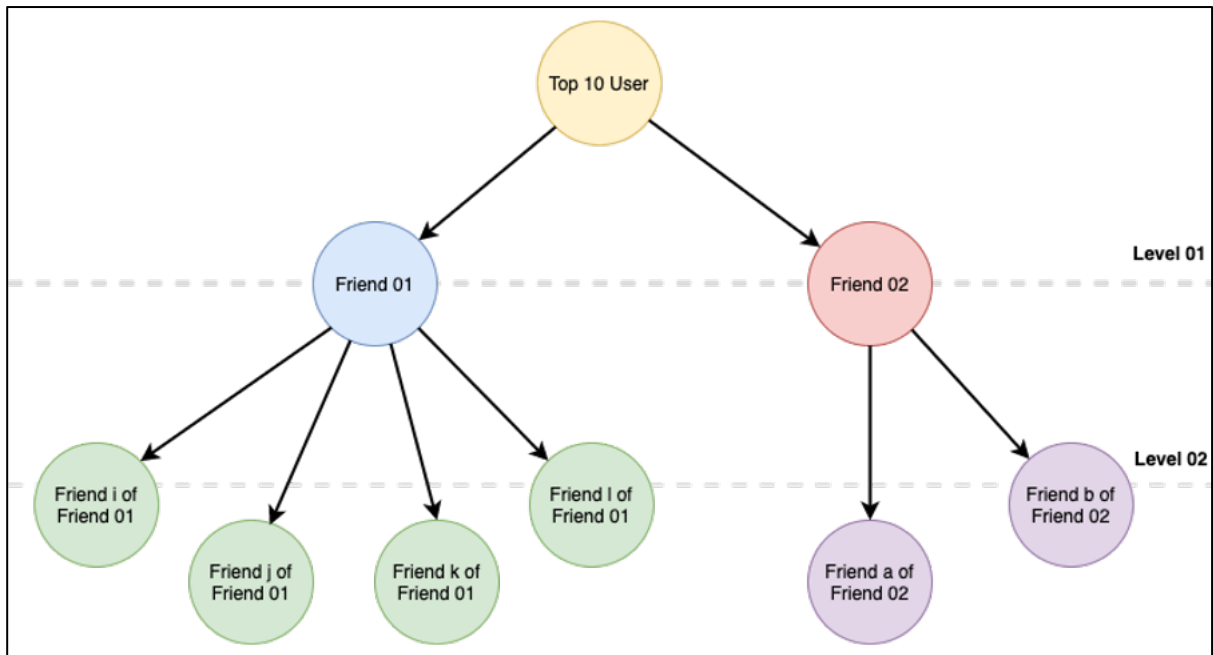 Top 10 User
Level 01
Friend 01
Friend 02
Level 02
Friend i of
Friend 01
Friend l of
Friend 01
Friend b of
Friend 02
Friend j of
Friend 01
Friend k of
Friend 01
Friend a of
Friend 02